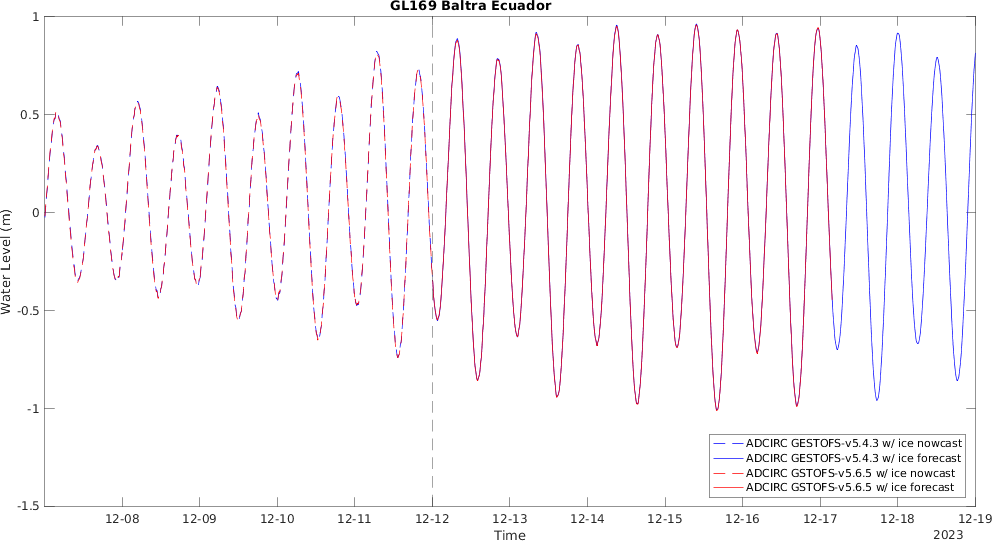 GL169 Baltra Ecuador
Water Level (m)
1
0.5
0
-0.5
-1
-1.5
ADCIRC GESTOFS-v5.4.3 w/ ice nowcast
ADCIRC GESTOFS-v5.4.3 w/ ice forecast
ADCIRC GSTOFS-v5.6.5 w/ ice nowcast
ADCIRC GSTOFS-v5.6.5 w/ ice forecast
12-08 12-09 12-10 12-11 12-12 12-13 12-14 12-15 12-16 12-17 12-18 12-19
Time
2023